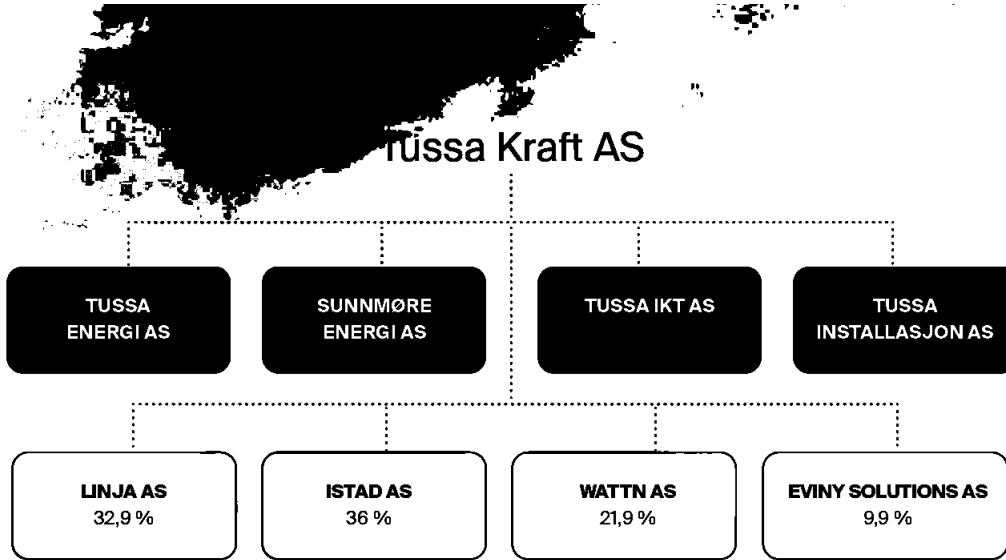 Tussa Kraft AS
TUSSA
ENERGI AS
SUNNMØRE
ENERGI AS
TUSSA IKT AS
TUSSA
INSTALLASJON AS
LINJA AS
32,9 %
ISTAD AS
36 %
WATTN AS
21,9 %
EVINY SOLUTIONS AS
9,9 %